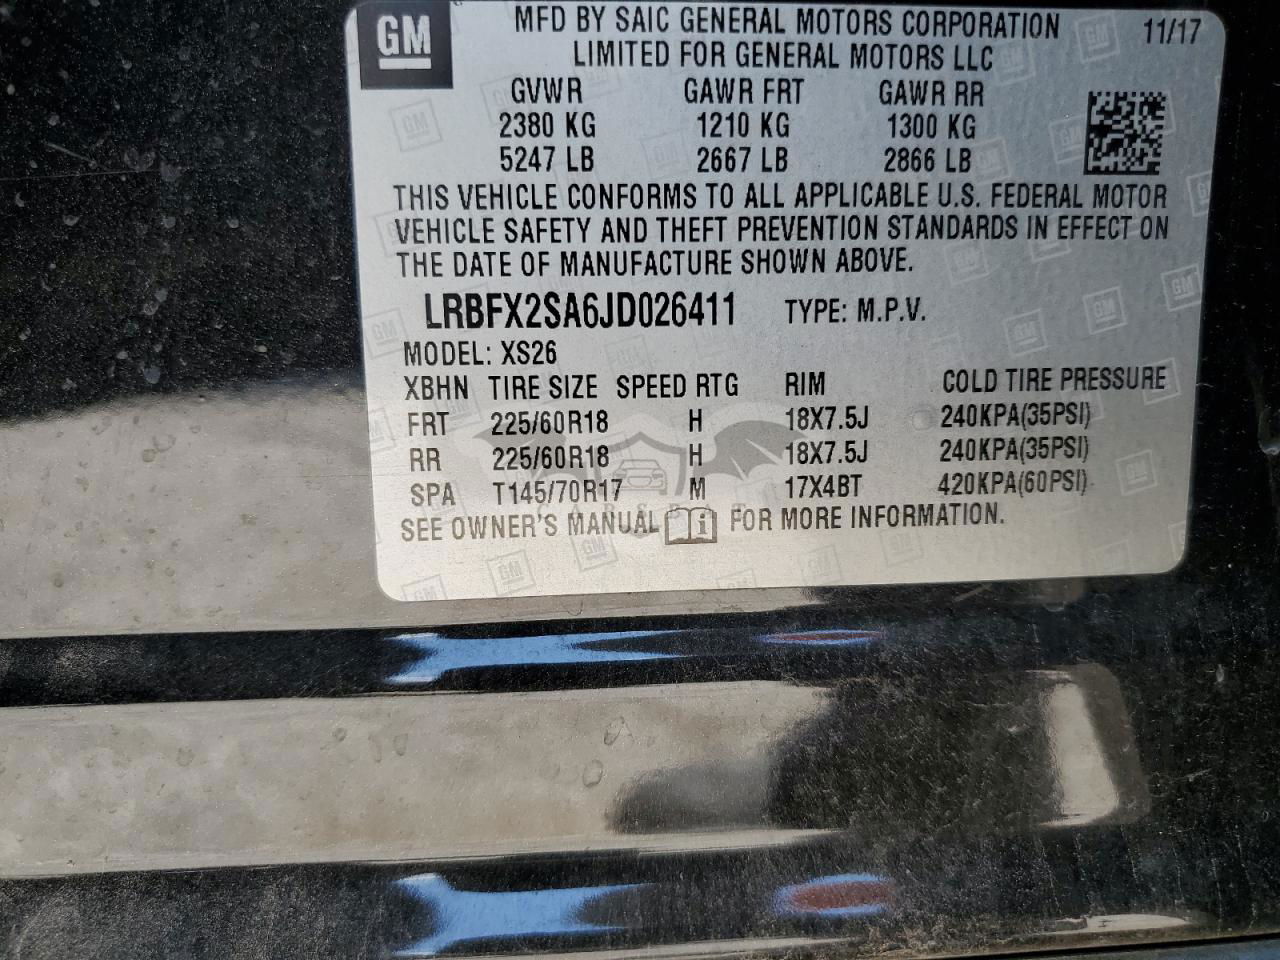 GM
MFD BY SAIC GENERAL MOTORS CORPORATION 11/17
LIMITED FOR GENERAL MOTORS LLC
GVWR GAWR FRT GAWR RR
2380 KG 1210 KG 1300 KG
5247 LB 2667 LB 2866 LB
THIS VEHICLE CONFORMS TO ALL APPLICABLE U.S. FEDERAL MOTOR
VEHICLE SAFETY AND THEFT PREVENTION STANDARDS IN EFFECT ON
THE DATE OF MANUFACTURE SHOWN ABOVE.
LRBFX2SA6JD026411 TYPE: M.P.V.
MODEL: XS26
XBHN TIRE SIZE SPEED RTG RIM COLD TIRE PRESSURE
FRT 225/60R18 H 18X7.5J 240KPA(35PSI)
RR 225/60R18 H 18X7.5J 240KPA(35PSI)
SPA T145/70R17 M 17X4BT 420KPA(60PSI)
SEE OWNER'S MANUAL FOR MORE INFORMATION.